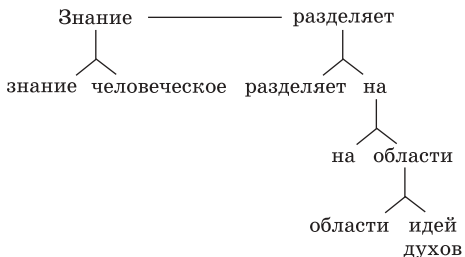 Знание разделяет
знание человеческое разделяет на
на области
области идей
духов